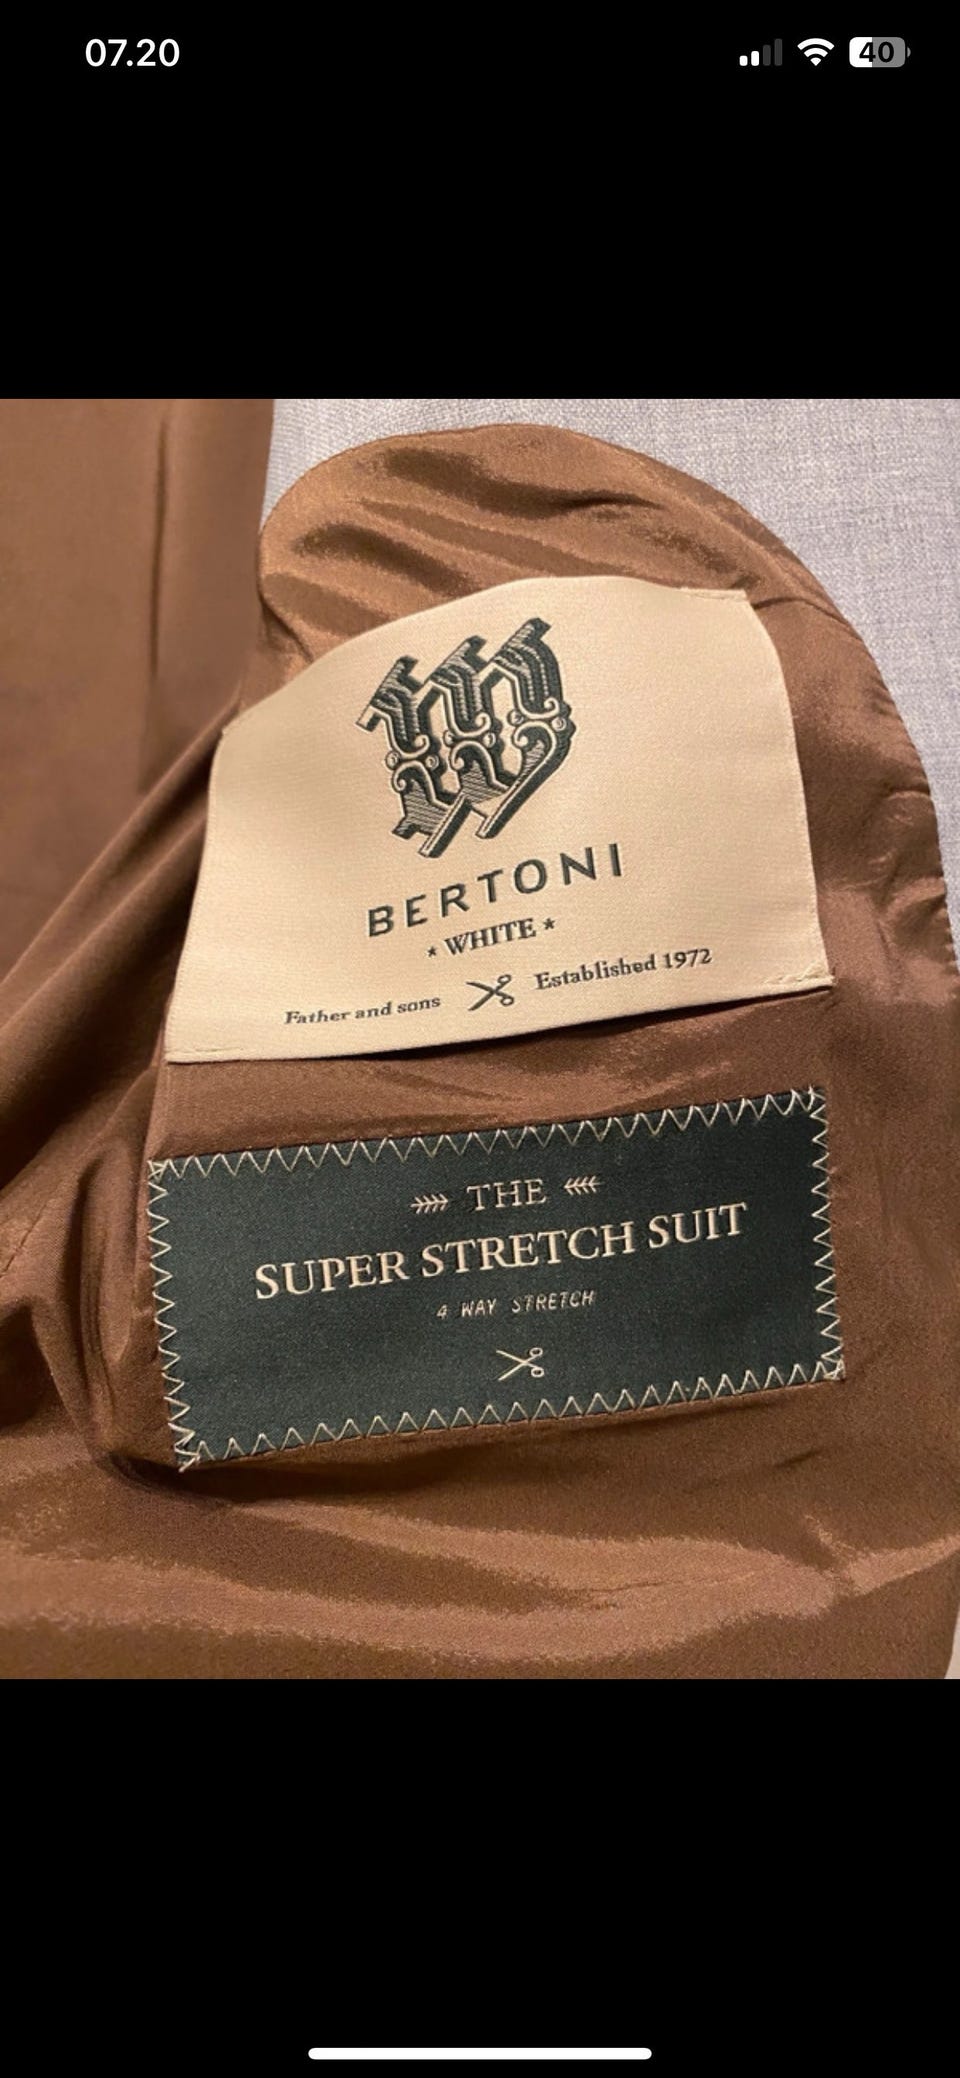 07.20
40
BERTONI
* WHITE *
Father and sons Established 1972
THE
SUPER STRETCH SUIT
4 WAY STRETCH